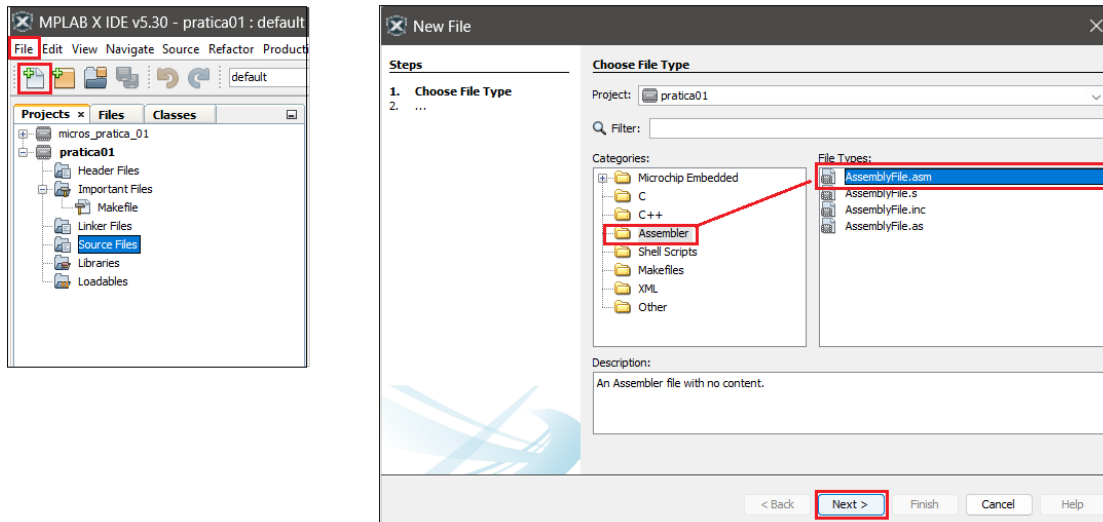 MPLAB X IDE v5.30 - pratica01 : default
File Edit View Navigate Source Refactor Producti
default
Projects × Files Classes
micros_pratica_01
pratica01
Header Files
Important Files
Makefile
Linker Files
Source Files
Libraries
Loadables
New File
Steps
1. Choose File Type
2. ...
Choose File Type
Project: pratica01
Filter:
Categories:
Microchip Embedded
C
C++
Assembler
Shell Scripts
Makefiles
XML
Other
File Types:
AssemblyFile.asm
AssemblyFile.s
AssemblyFile.inc
AssemblyFile.as
Description:
An Assembler file with no content.
< Back Next > Finish Cancel Help